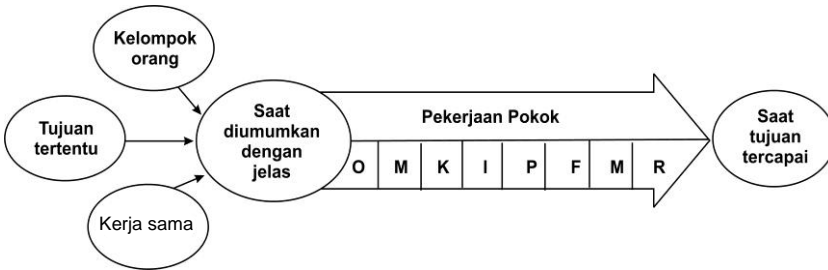 Kelompok
orang
Tujuan
tertentu
Kerja sama
Saat
diumumkan
dengan
jelas
Pekerjaan Pokok
O M K I P F M R
Saat
tujuan
tercapai